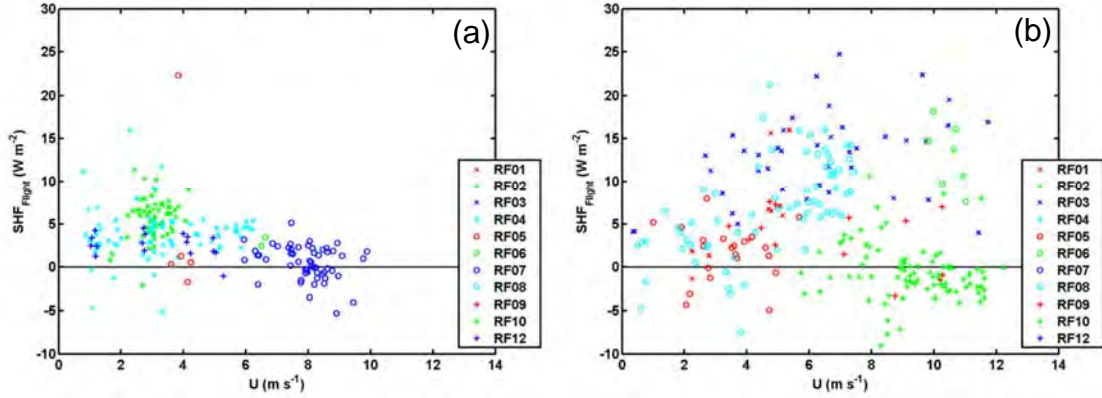 (a)
30
25
20
15
10
5
0
-5
-10
SHF Flight (W m-2)
0 2 4 6 8 10 12 14
U (m s-1)
RF01
RF02
RF03
RF04
RF05
RF06
RF07
RF08
RF09
RF10
RF12
(b)
30
25
20
15
10
5
0
-5
-10
SHF Flight (W m-2)
0 2 4 6 8 10 12 14
U (m s-1)
RF01
RF02
RF03
RF04
RF05
RF06
RF07
RF08
RF09
RF10
RF12